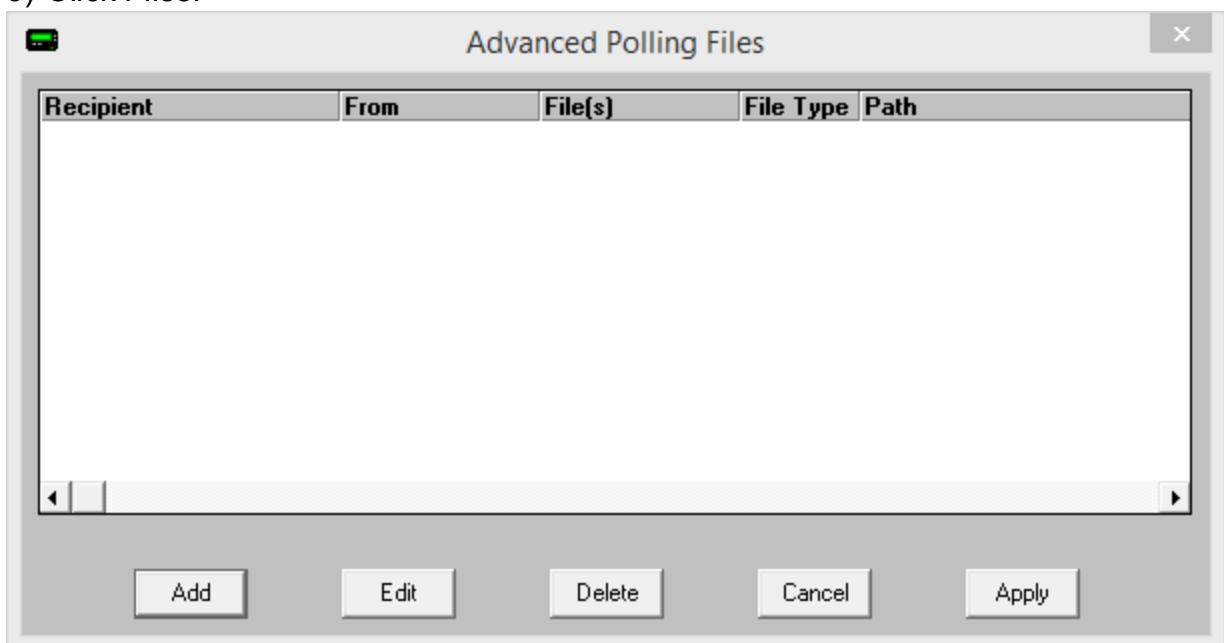 Advanced Polling Files
Recipient From File(s) File Type Path
Add Edit Delete Cancel Apply